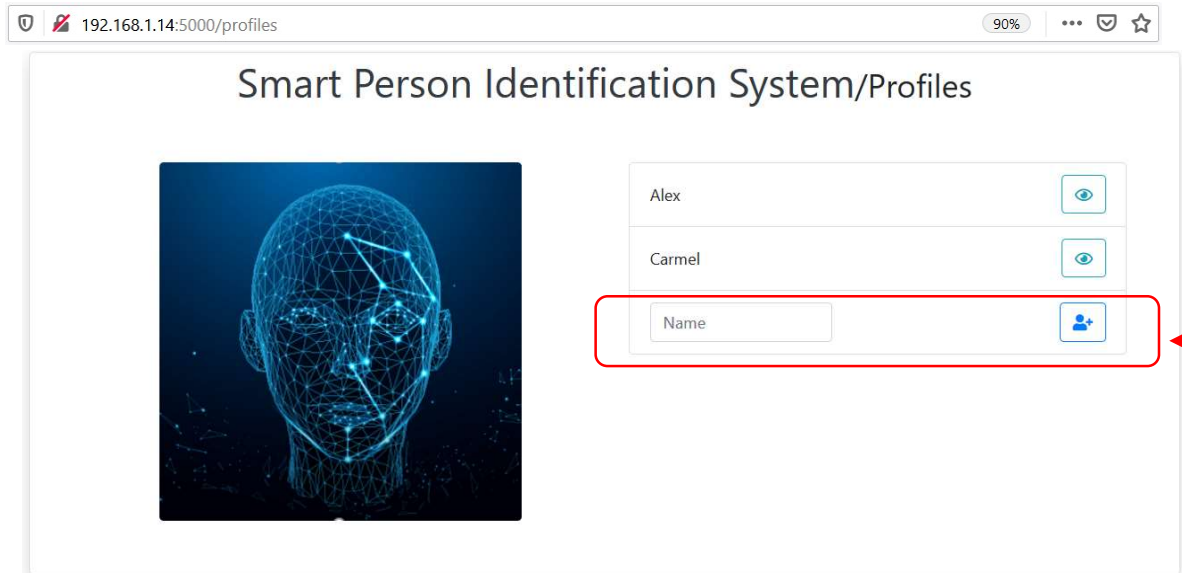 192.168.1.14:5000/profiles
90%
Smart Person Identification System/Profiles
Alex
Carmel
Name